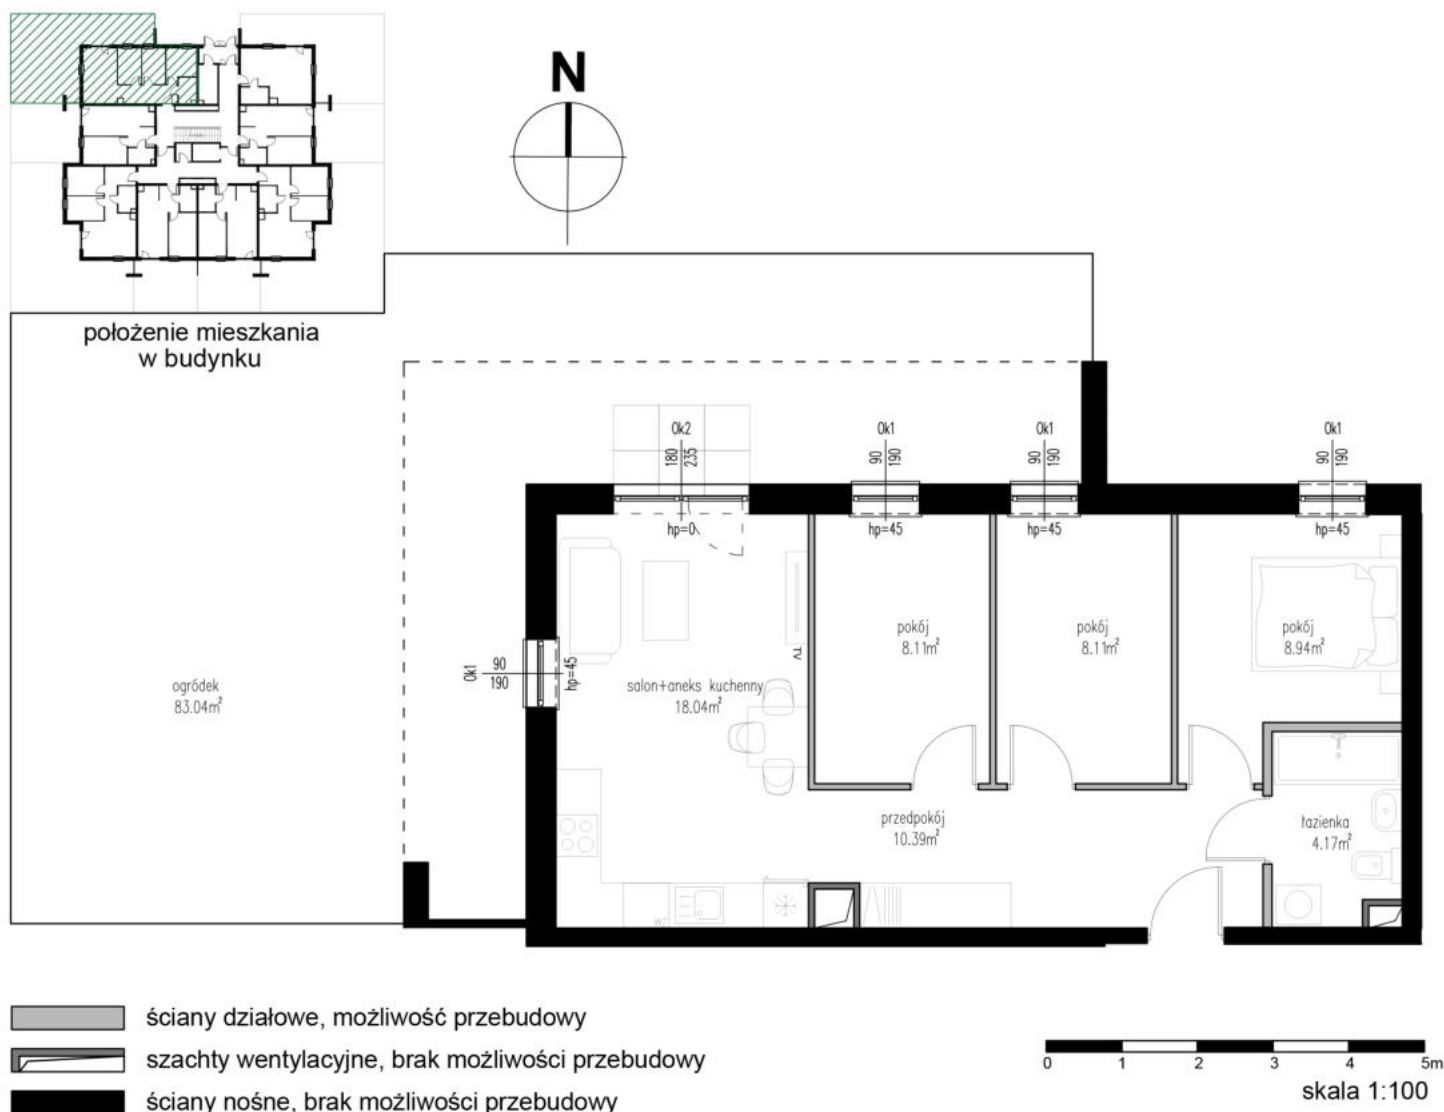 N
położenie mieszkania
w budynku
Ok2
180
235
hp=0
Ok1
90
190
hp=45
Ok1
90
190
hp=45
Ok1
90
190
hp=45
Ok1
90
190
hp=45
ogródek
83.04m²
salon+aneks kuchenny
18.04m²
TV
pokój
8.11m²
pokój
8.11m²
pokój
8.94m²
przedpokój
10.39m²
łazienka
4.17m²
ściany działowe, możliwość przebudowy
szachty wentylacyjne, brak możliwości przebudowy
ściany nośne, brak możliwości przebudowy
0 1 2 3 4 5m
skala 1:100